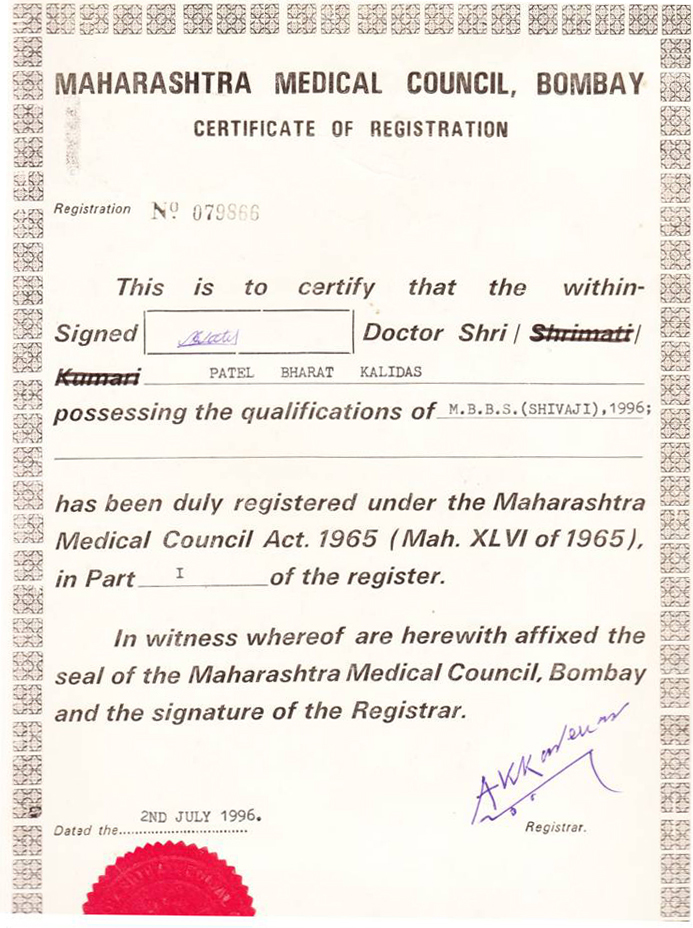 MAHARASHTRA MEDICAL COUNCIL, BOMBAY
CERTIFICATE OF REGISTRATION
Registration Nº 079866
This is to certify that the within-
Signed Doctor Shri / Shrimati/
Kumari PATEL BHARAT KALIDAS
possessing the qualifications of M.B.B.S.(SHIVAJI),1996;
has been duly registered under the Maharashtra
Medical Council Act. 1965 (Mah. XLVI of 1965),
in Part I of the register.
In witness whereof are herewith affixed the
seal of the Maharashtra Medical Council, Bombay
and the signature of the Registrar.
Dated the 2ND JULY 1996.
Registrar.